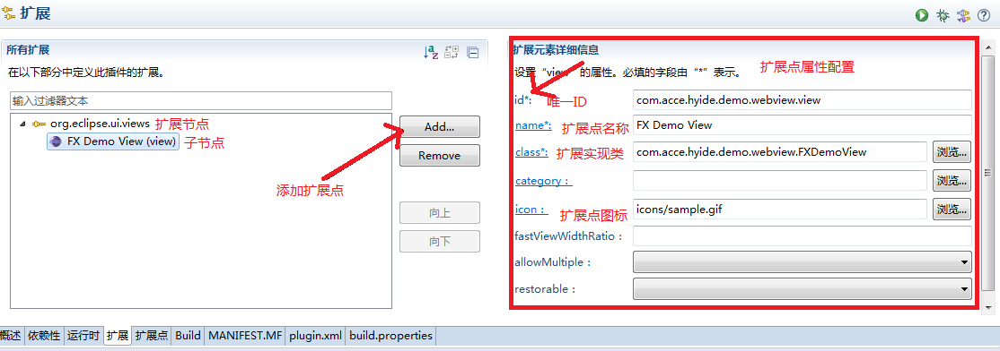 扩展
所有扩展
在以下部分中定义此插件的扩展。
输入过滤器文本
org.eclipse.ui.views 扩展节点
FX Demo View (view) 子节点
Add...
Remove
添加扩展点
向上
向下
扩展元素详细信息
设置“view”的属性。必填的字段由“*”表示。
扩展点属性配置
id*: 唯一ID com.acce.hyide.demo.webview.view
name*: 扩展点名称 FX Demo View
class*: 扩展实现类 com.acce.hyide.demo.webview.FXDemoView 浏览...
category： 浏览...
icon： 扩展点图标 icons/sample.gif 浏览...
fastViewWidthRatio：
allowMultiple：
restorable：
概述 依赖性 运行时 扩展 扩展点 Build MANIFEST.MF plugin.xml build.properties